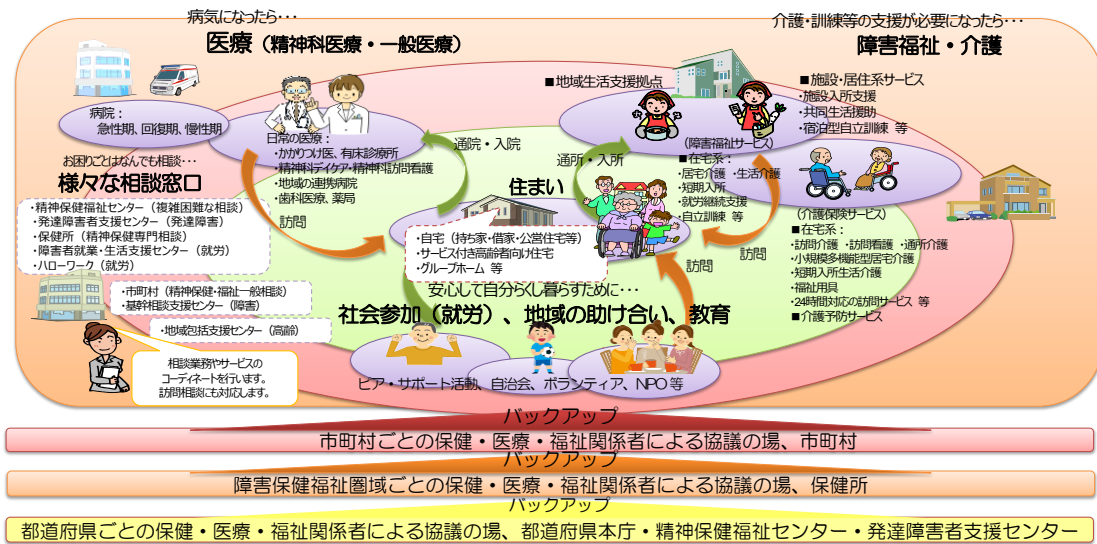 病気になったら･･･
医療（精神科医療・一般医療）
病院：
急性期、回復期、慢性期
日常の医療：
・かかりつけ医、有床診療所
・精神科デイケア・精神科訪問看護
・地域の連携病院
・歯科医療、薬局
お困りごとはなんでも相談･･･
様々な相談窓口
・精神保健福祉センター（複雑困難な相談）
・発達障害者支援センター（発達障害）
・保健所（精神保健専門相談）
・障害者就業・生活支援センター（就労）
・ハローワーク（就労）
・市町村（精神保健・福祉一般相談）
・基幹相談支援センター（障害）
・地域包括支援センター（高齢）
相談業務やサービスの
コーディネートを行います。
訪問相談にも対応します。
通院・入院
訪問
住まい
・自宅（持ち家・借家・公営住宅等）
・サービス付き高齢者向け住宅
・グループホーム 等
通所・入所
訪問
訪問
介護・訓練等の支援が必要になったら･･･
障害福祉・介護
■地域生活支援拠点
■施設・居住系サービス
・施設入所支援
・共同生活援助
・宿泊型自立訓練 等
(障害福祉サービス)
■在宅系：
・居宅介護 ・生活介護
・短期入所
・就労継続支援
・自立訓練 等
(介護保険サービス)
■在宅系：
・訪問介護 ・訪問看護 ・通所介護
・小規模多機能型居宅介護
・短期入所生活介護
・福祉用具
・24時間対応の訪問サービス 等
■介護予防サービス
安心して自分らしく暮らすために･･･
社会参加（就労）、地域の助け合い、教育
ピア・サポート活動、自治会、ボランティア、NPO 等
バックアップ
市町村ごとの保健・医療・福祉関係者による協議の場、市町村
バックアップ
障害保健福祉圏域ごとの保健・医療・福祉関係者による協議の場、保健所
バックアップ
都道府県ごとの保健・医療・福祉関係者による協議の場、都道府県本庁・精神保健福祉センター・発達障害者支援センター